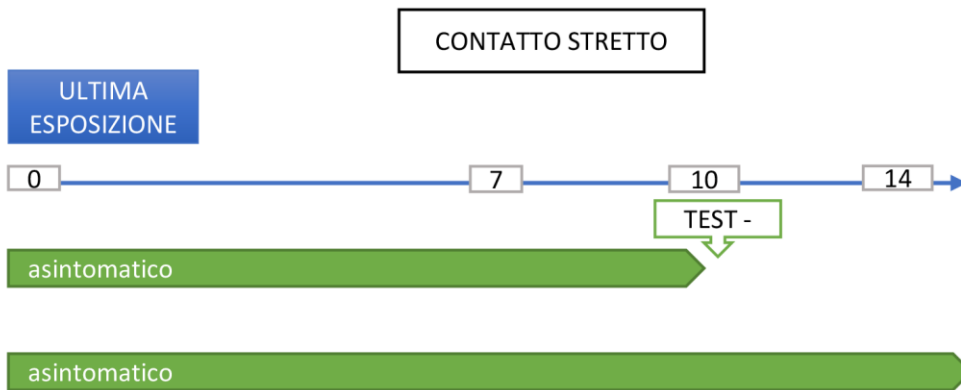 CONTATTO STRETTO
ULTIMA
ESPOSIZIONE
0
7
10
14
TEST -
asintomatico
asintomatico